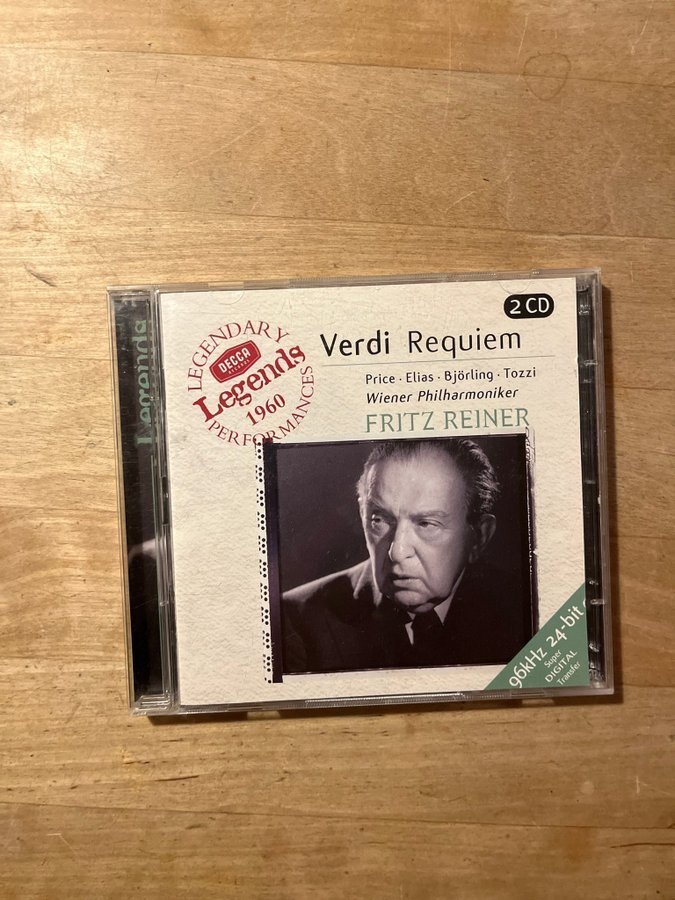 Legends
LEGENDARY
DECCA
Legends
1960
PERFORMANCES
2 CD
Verdi Requiem
Price · Elias · Björling · Tozzi
Wiener Philharmoniker
FRITZ REINER
96kHz 24-bit
Super
DIGITAL
Transfer